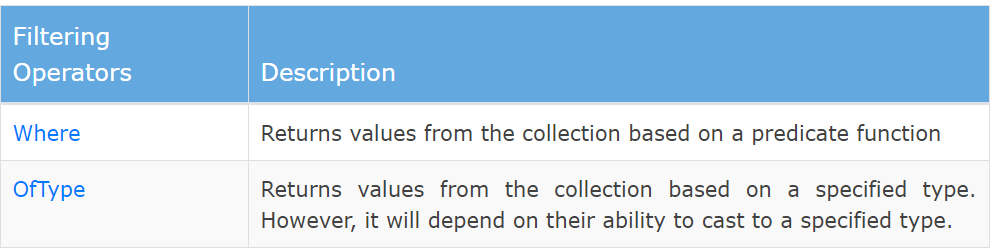 Filtering
Operators
Description
Where
Returns values from the collection based on a predicate function
OfType
Returns values from the collection based on a specified type.
However, it will depend on their ability to cast to a specified type.